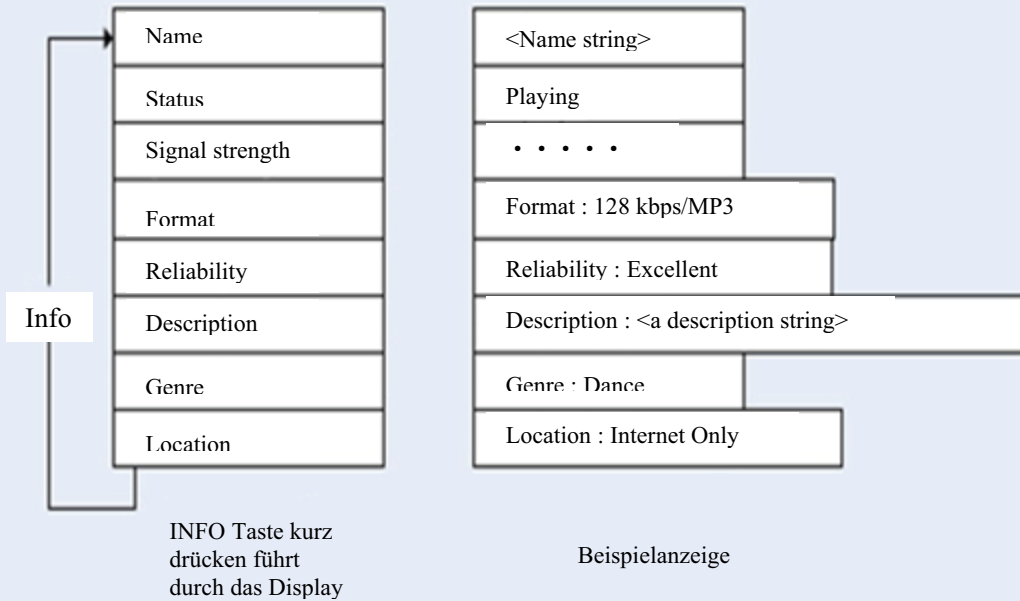 Name
Status
Signal strength
Format
Reliability
Description
Genre
Location
Info
<Name string>
Playing
• • • • •
Format : 128 kbps/MP3
Reliability : Excellent
Description : <a description string>
Genre : Dance
Location : Internet Only
INFO Taste kurz
drücken führt
durch das Display
Beispielanzeige